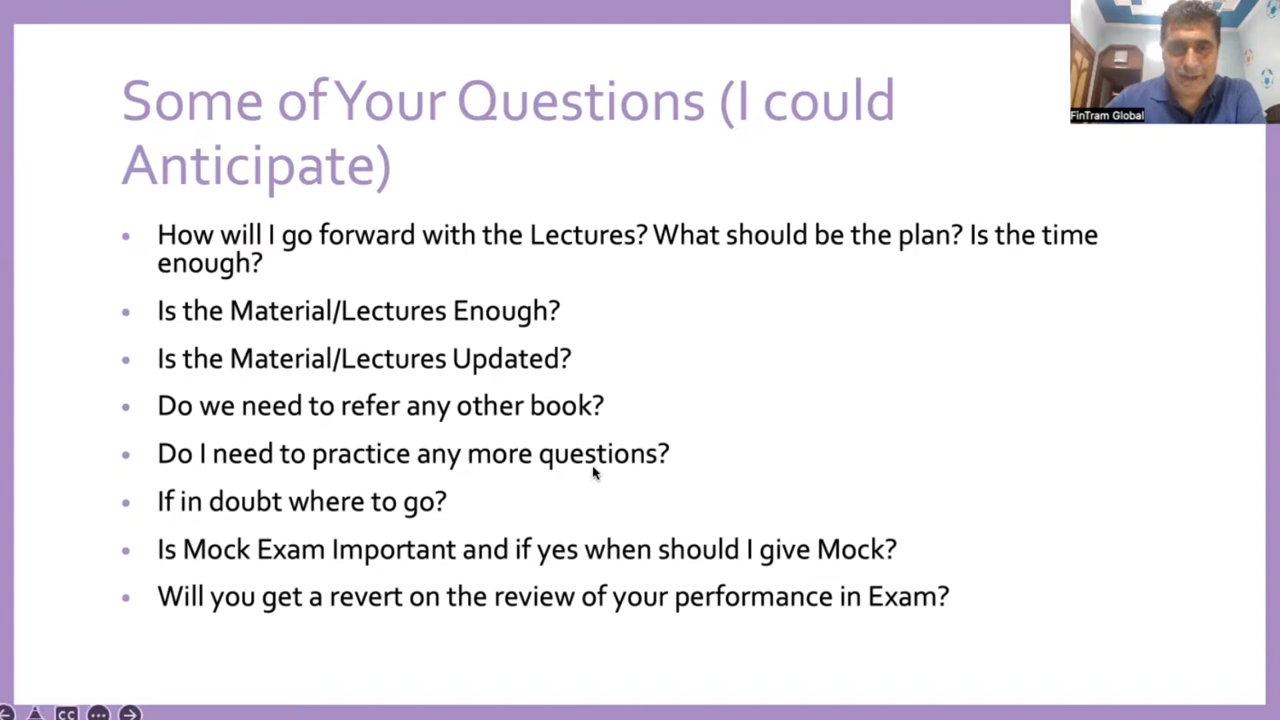 Some of Your Questions (I could
Anticipate)
FinTram Global
• How will I go forward with the Lectures? What should be the plan? Is the time
enough?
• Is the Material/Lectures Enough?
• Is the Material/Lectures Updated?
• Do we need to refer any other book?
• Do I need to practice any more questions?
• If in doubt where to go?
• Is Mock Exam Important and if yes when should I give Mock?
• Will you get a revert on the review of your performance in Exam?
CC